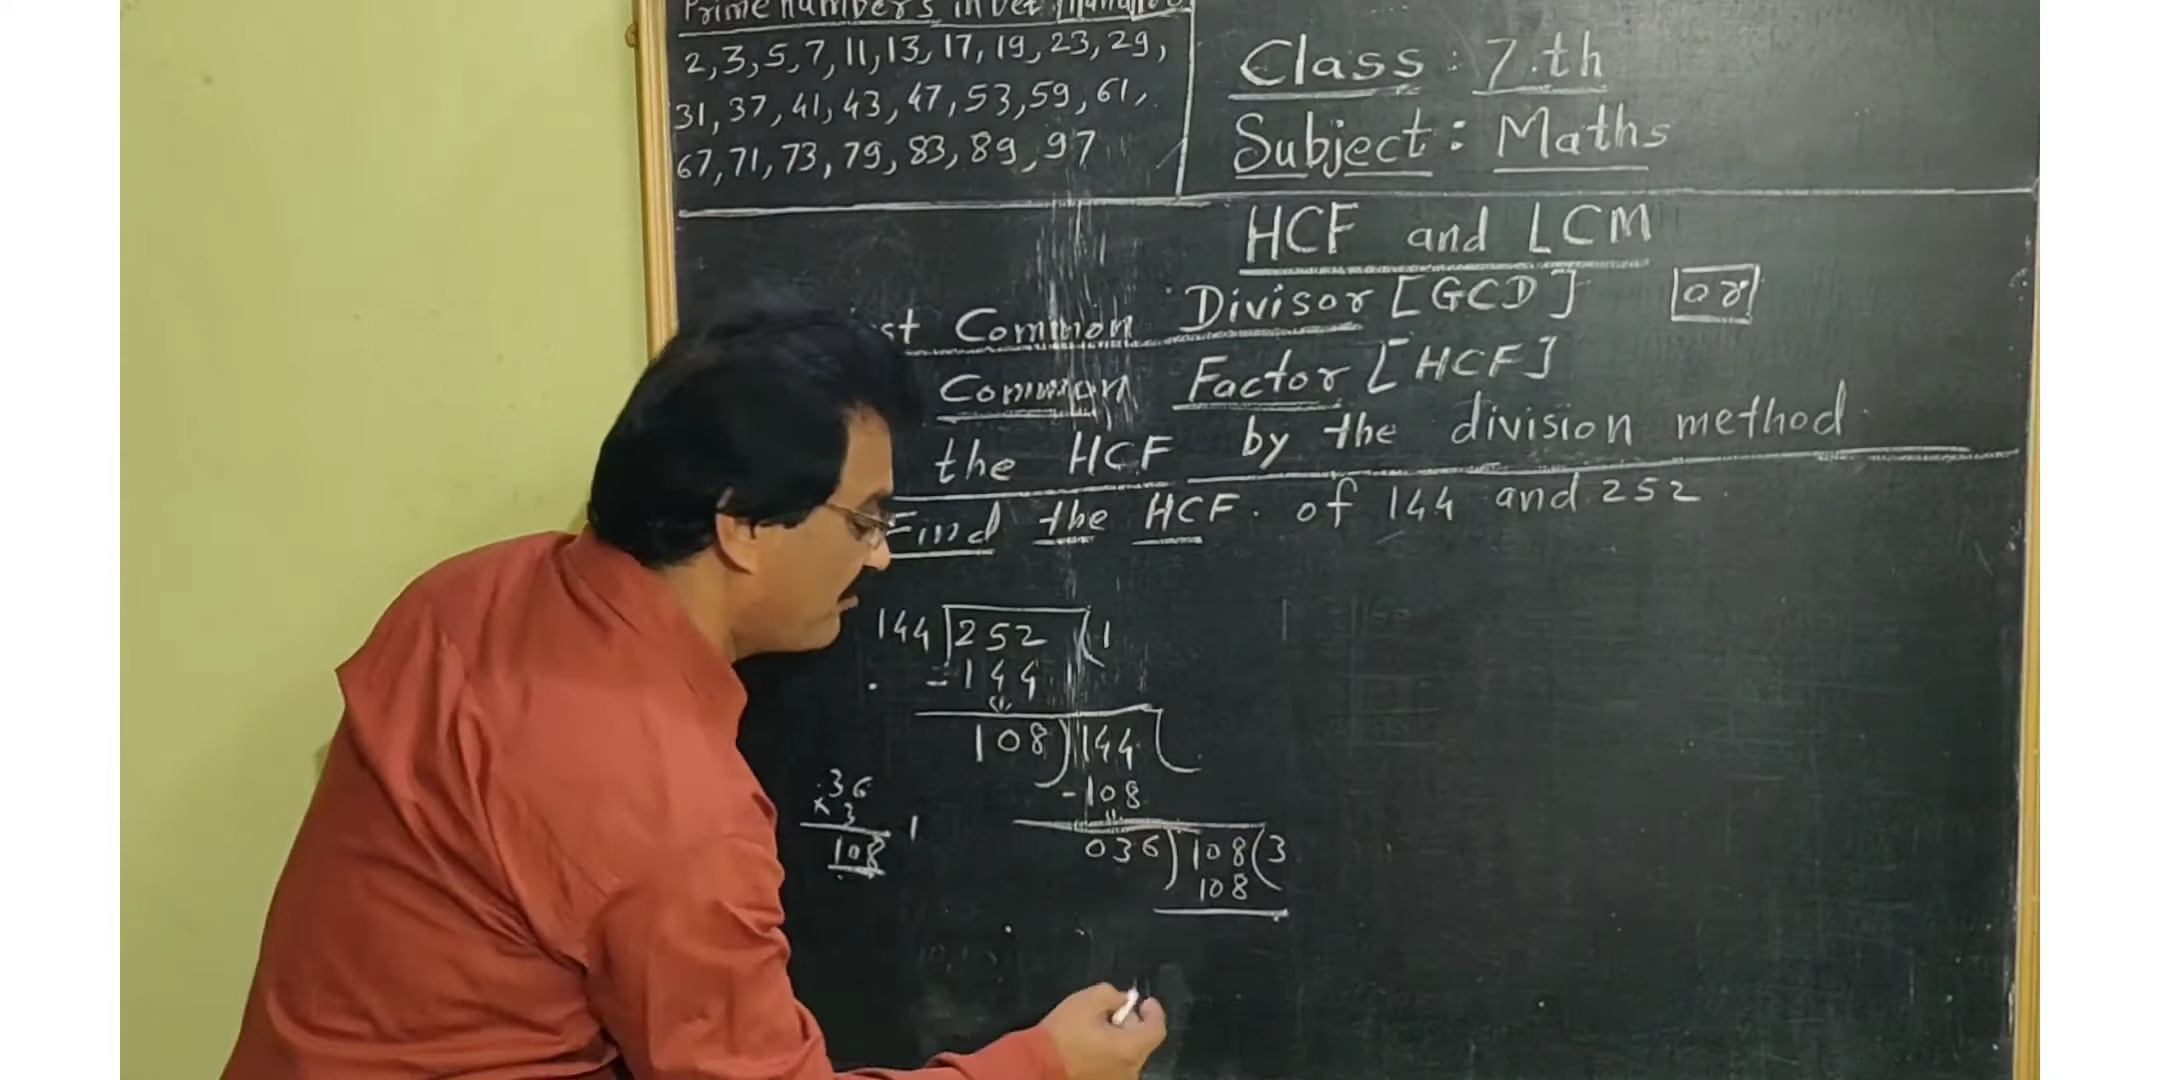 Prime numbers in bet
2, 3, 5, 7, 11, 13, 17, 19, 23, 29,
31, 37, 41, 43, 47, 53, 59, 61,
67, 71, 73, 79, 83, 89, 97
Class : 7.th
Subject : Maths
HCF and LCM
st Common Divisor [GCD] or
Common Factor [HCF]
the HCF by the division method
Find the HCF. of 144 and 252
144 ) 252 ( 1
- 144
108 ) 144 (
- 108
036 ) 108 ( 3
108
36
× 3
108
1